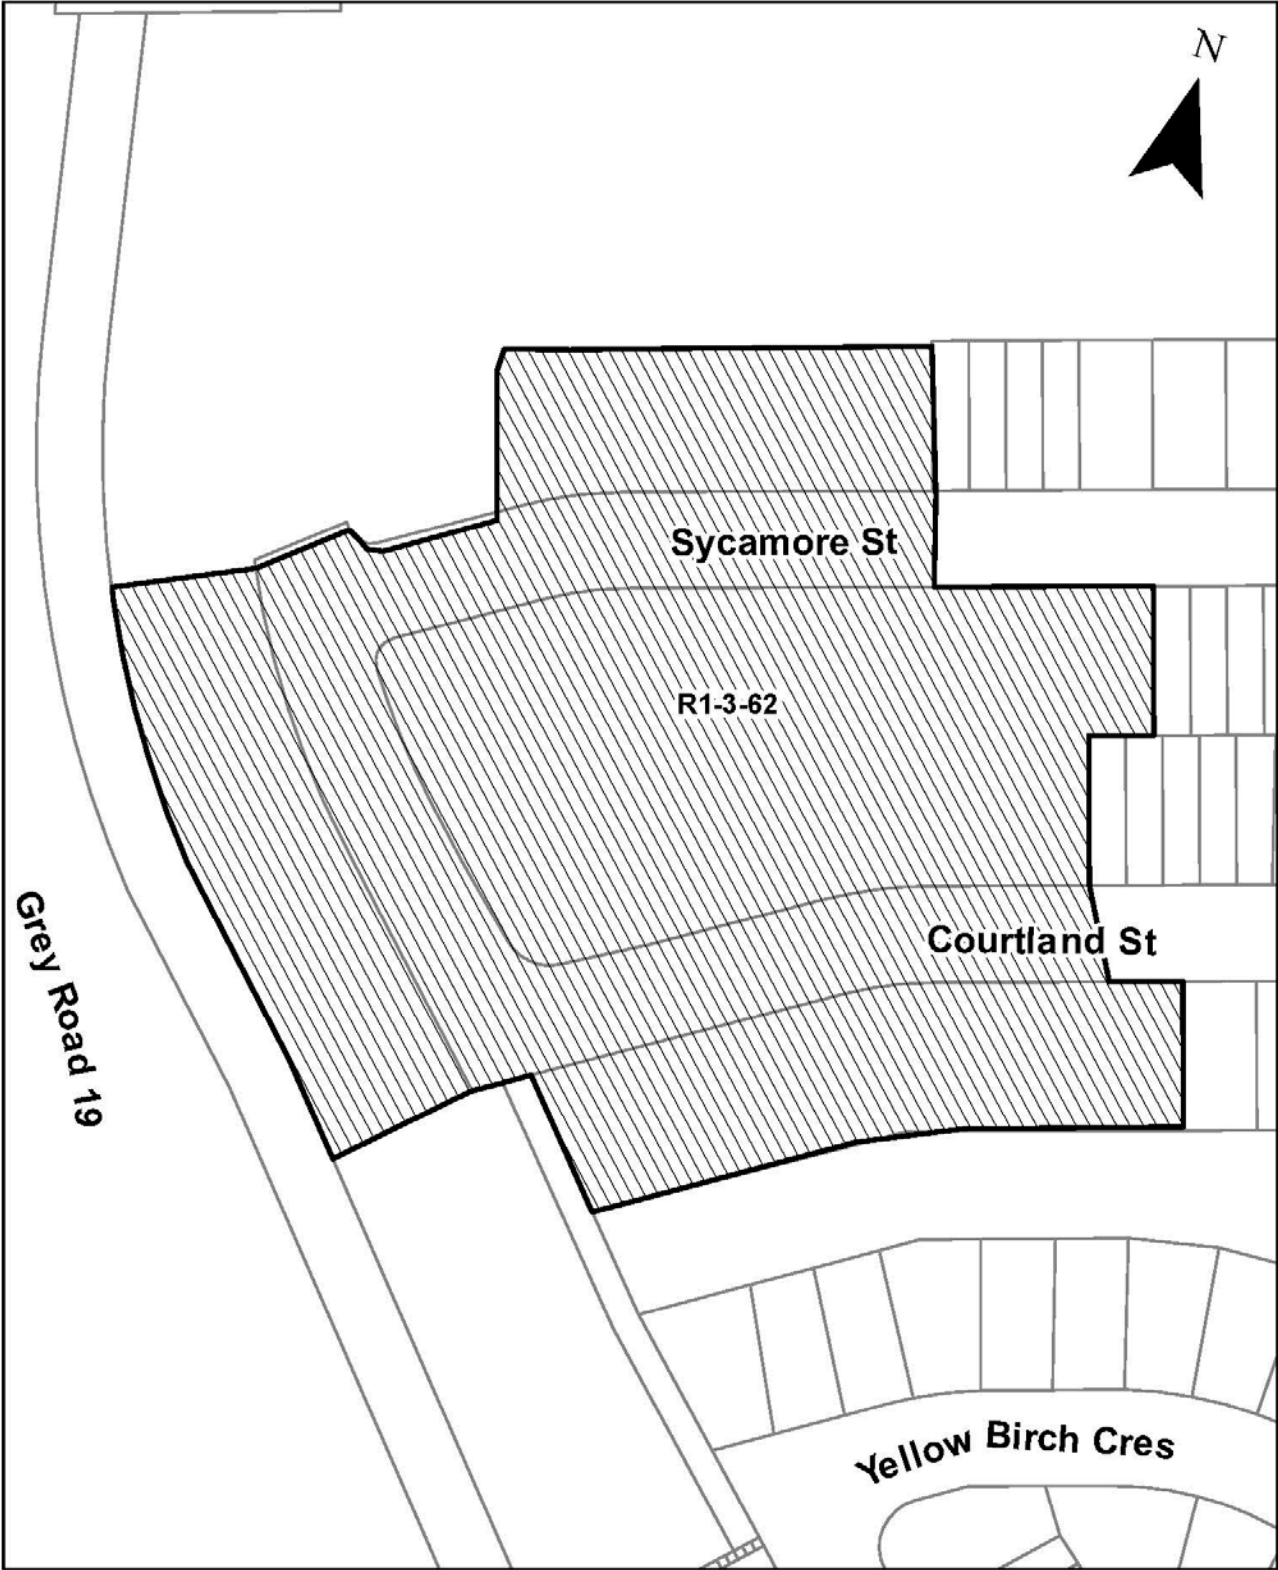 N
Sycamore St
R1-3-62
Courtland St
Grey Road 19
Yellow Birch Cres